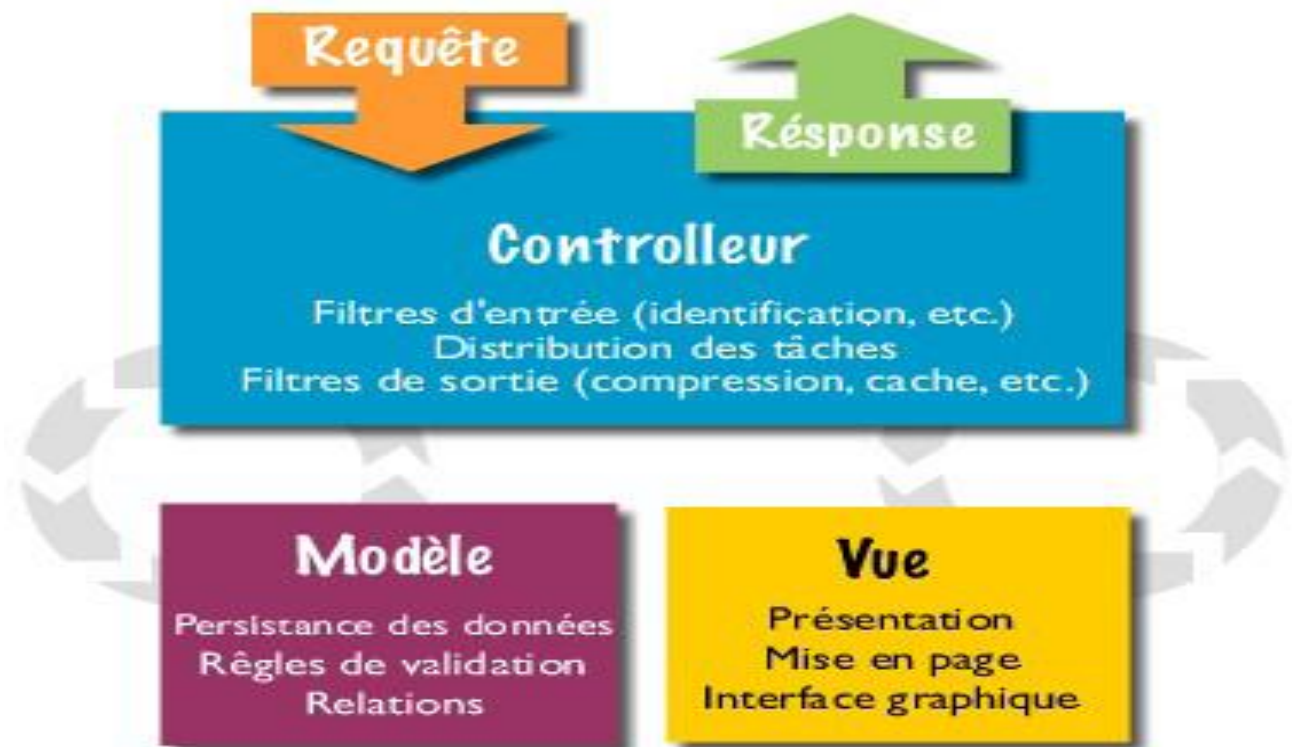 Requête
Résponse
Controlleur
Filtres d'entrée (identification, etc.)
Distribution des tâches
Filtres de sortie (compression, cache, etc.)
Modèle
Persistance des données
Rêgles de validation
Relations
Vue
Présentation
Mise en page
Interface graphique